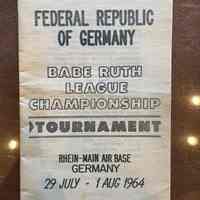 FEDERAL REPUBLIC
OF GERMANY
BABE RUTH
LEAGUE
CHAMPIONSHIP
TOURNAMENT
RHEIN-MAIN AIR BASE
GERMANY
29 JULY - 1 AUG 1964